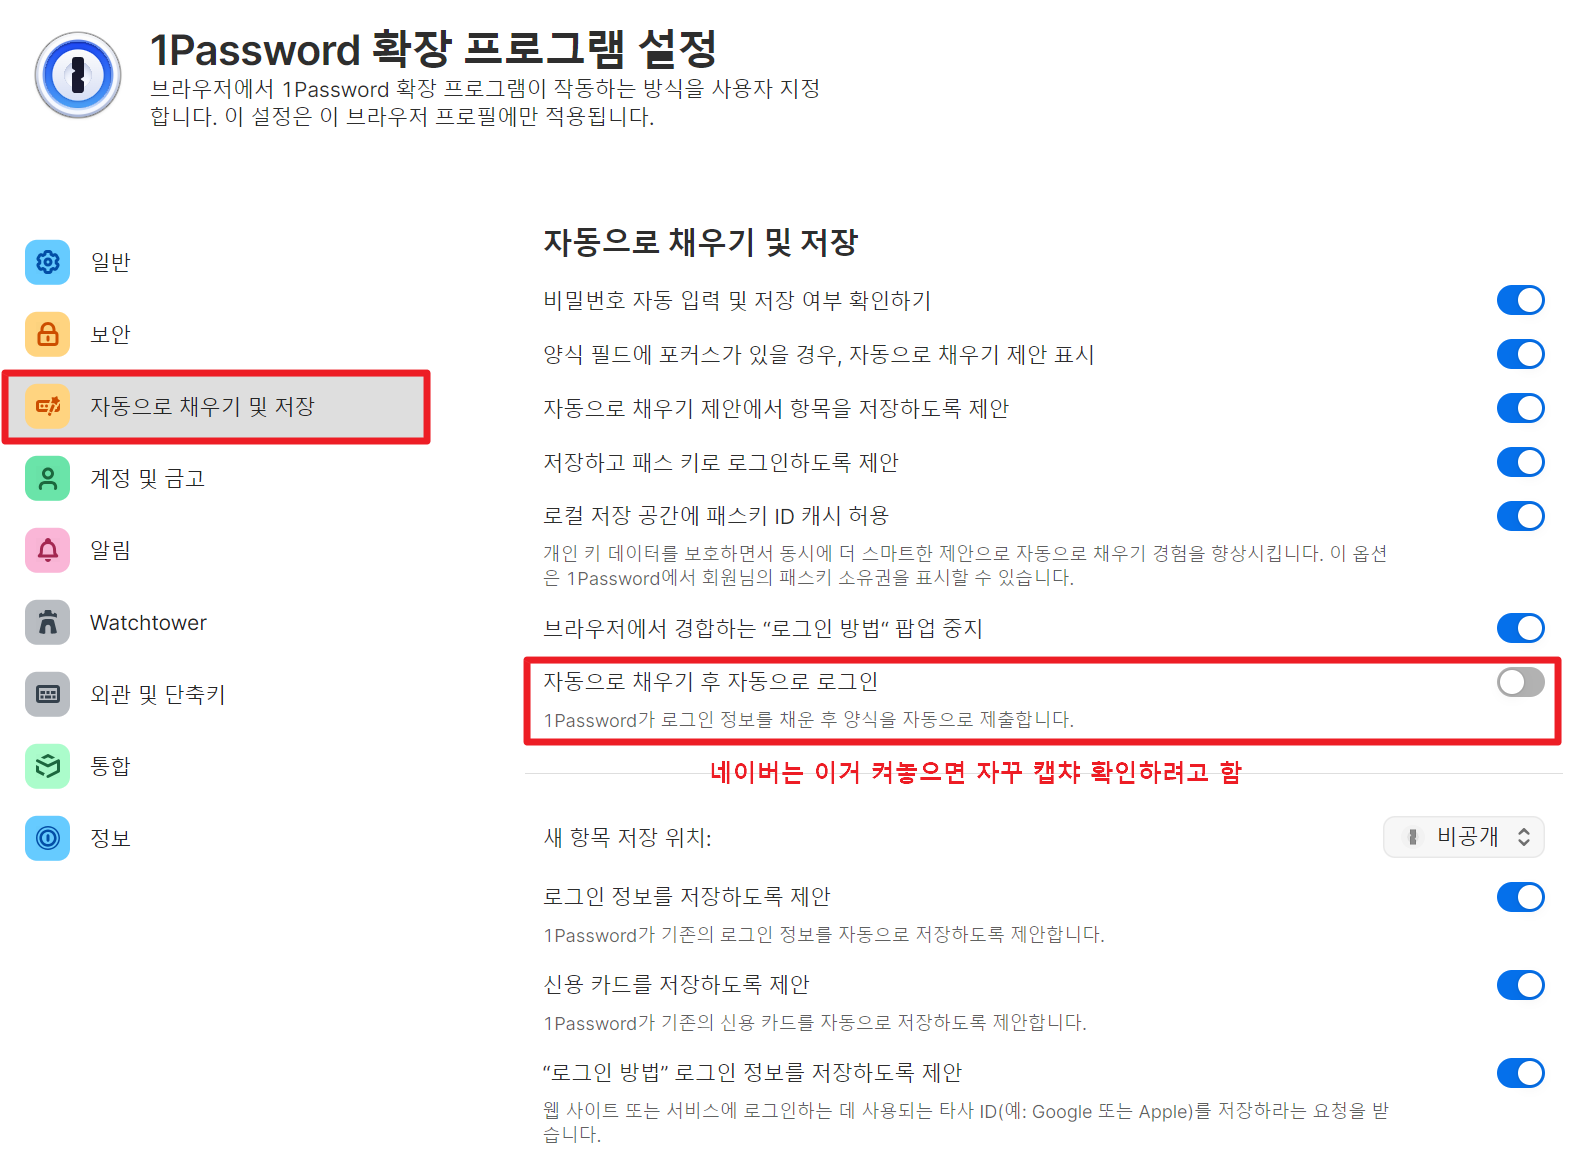 1Password 확장 프로그램 설정
브라우저에서 1Password 확장 프로그램이 작동하는 방식을 사용자 지정
합니다. 이 설정은 이 브라우저 프로필에만 적용됩니다.
일반
보안
자동으로 채우기 및 저장
계정 및 금고
알림
Watchtower
외관 및 단축키
통합
정보
자동으로 채우기 및 저장
비밀번호 자동 입력 및 저장 여부 확인하기
양식 필드에 포커스가 있을 경우, 자동으로 채우기 제안 표시
자동으로 채우기 제안에서 항목을 저장하도록 제안
저장하고 패스 키로 로그인하도록 제안
로컬 저장 공간에 패스키 ID 캐시 허용
개인 키 데이터를 보호하면서 동시에 더 스마트한 제안으로 자동으로 채우기 경험을 향상시킵니다. 이 옵션
은 1Password에서 회원님의 패스키 소유권을 표시할 수 있습니다.
브라우저에서 경합하는 “로그인 방법“ 팝업 중지
자동으로 채우기 후 자동으로 로그인
1Password가 로그인 정보를 채운 후 양식을 자동으로 제출합니다.
네이버는 이거 켜놓으면 자꾸 캡챠 확인하려고 함
새 항목 저장 위치:
비공개
로그인 정보를 저장하도록 제안
1Password가 기존의 로그인 정보를 자동으로 저장하도록 제안합니다.
신용 카드를 저장하도록 제안
1Password가 기존의 신용 카드를 자동으로 저장하도록 제안합니다.
“로그인 방법” 로그인 정보를 저장하도록 제안
웹 사이트 또는 서비스에 로그인하는 데 사용되는 타사 ID(예: Google 또는 Apple)를 저장하라는 요청을 받
습니다.